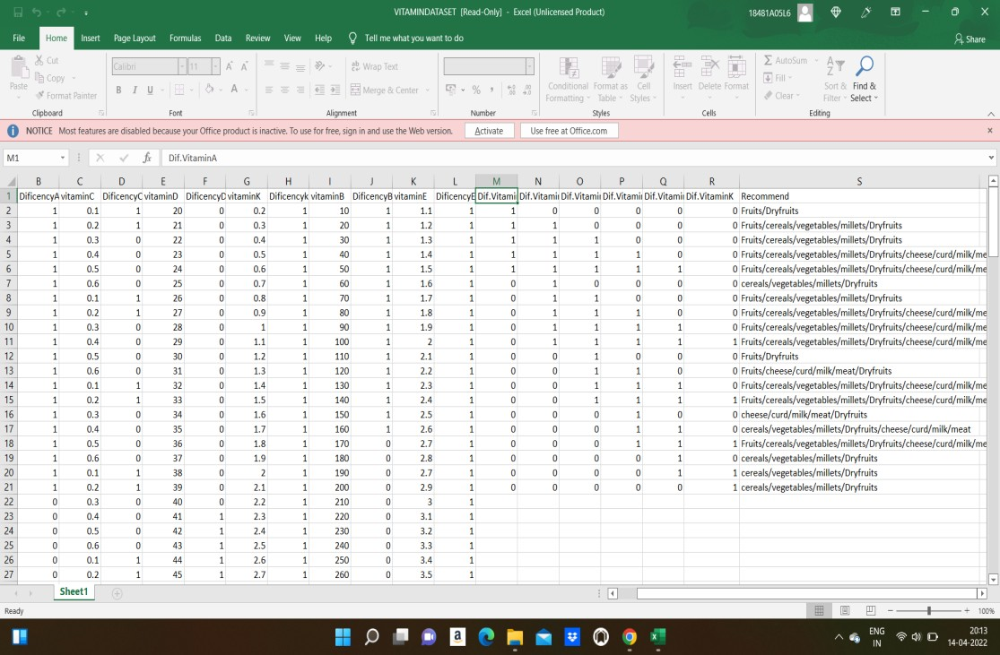 VITAMINDATASET [Read-Only] - Excel (Unlicensed Product)
18481A05L6
File Home Insert Page Layout Formulas Data Review View Help Tell me what you want to do
Share
Paste
Cut
Copy
Format Painter
Calibri 11
B I U
Wrap Text
Merge & Center
Conditional Formatting
Format as Table
Cell Styles
Insert Delete Format
AutoSum
Fill
Clear
Sort & Filter
Find & Select
Clipboard Font Alignment Number Styles Cells Editing
NOTICE Most features are disabled because your Office product is inactive. To use for free, sign in and use the Web version. Activate Use free at Office.com
M1 fx Dif.VitaminA
B C D E F G H I J K L M N O P Q R S
1 DificencyA vitaminC DificencyC vitaminD DificencyD vitaminK Dificencyk vitaminB DificencyB vitaminE DificencyE Dif.Vitami Dif.Vitamin Dif.Vitamin Dif.Vitamin Dif.Vitamin Dif.VitaminK Recommend
2 1 0.1 1 20 0 0.2 1 10 1 1.1 1 1 0 0 0 0 0 Fruits/Dryfruits
3 1 0.2 1 21 0 0.3 1 20 1 1.2 1 1 1 0 0 0 0 Fruits/cereals/vegetables/millets/Dryfruits
4 1 0.3 0 22 0 0.4 1 30 1 1.3 1 1 1 1 0 0 0 Fruits/cereals/vegetables/millets/Dryfruits
5 1 0.4 0 23 0 0.5 1 40 1 1.4 1 1 1 1 1 0 0 Fruits/cereals/vegetables/millets/Dryfruits/cheese/curd/milk/me
6 1 0.5 0 24 0 0.6 1 50 1 1.5 1 1 1 1 1 1 0 Fruits/cereals/vegetables/millets/Dryfruits/cheese/curd/milk/me
7 1 0.6 0 25 0 0.7 1 60 1 1.6 1 0 1 0 0 0 0 cereals/vegetables/millets/Dryfruits
8 1 0.1 1 26 0 0.8 1 70 1 1.7 1 0 1 1 0 0 0 Fruits/cereals/vegetables/millets/Dryfruits
9 1 0.2 1 27 0 0.9 1 80 1 1.8 1 0 1 1 1 0 0 Fruits/cereals/vegetables/millets/Dryfruits/cheese/curd/milk/me
10 1 0.3 0 28 0 1 1 90 1 1.9 1 0 1 1 1 1 0 Fruits/cereals/vegetables/millets/Dryfruits/cheese/curd/milk/me
11 1 0.4 0 29 0 1.1 1 100 1 2 1 0 1 1 1 1 1 Fruits/cereals/vegetables/millets/Dryfruits/cheese/curd/milk/me
12 1 0.5 0 30 0 1.2 1 110 1 2.1 1 0 0 1 0 0 0 Fruits/Dryfruits
13 1 0.6 0 31 0 1.3 1 120 1 2.2 1 0 0 1 1 0 0 Fruits/cheese/curd/milk/meat/Dryfruits
14 1 0.1 1 32 0 1.4 1 130 1 2.3 1 0 0 1 1 1 0 Fruits/cereals/vegetables/millets/Dryfruits/cheese/curd/milk/me
15 1 0.2 1 33 0 1.5 1 140 1 2.4 1 0 0 1 1 1 1 Fruits/cereals/vegetables/millets/Dryfruits/cheese/curd/milk/me
16 1 0.3 0 34 0 1.6 1 150 1 2.5 1 0 0 0 1 0 0 cheese/curd/milk/meat/Dryfruits
17 1 0.4 0 35 0 1.7 1 160 1 2.6 1 0 0 0 1 1 0 cereals/vegetables/millets/Dryfruits/cheese/curd/milk/meat
18 1 0.5 0 36 0 1.8 1 170 0 2.7 1 0 0 0 1 1 1 Fruits/cereals/vegetables/millets/Dryfruits/cheese/curd/milk/me
19 1 0.6 0 37 0 1.9 1 180 0 2.8 1 0 0 0 0 1 0 cereals/vegetables/millets/Dryfruits
20 1 0.1 1 38 0 2 1 190 0 2.7 1 0 0 0 0 1 1 cereals/vegetables/millets/Dryfruits
21 1 0.2 1 39 0 2.1 1 200 0 2.9 1 0 0 0 0 0 1 cereals/vegetables/millets/Dryfruits
22 0 0.3 0 40 0 2.2 1 210 0 3 1
23 0 0.4 0 41 1 2.3 1 220 0 3.1 1
24 0 0.5 0 42 1 2.4 1 230 0 3.2 1
25 0 0.6 0 43 1 2.5 1 240 0 3.3 1
26 0 0.1 1 44 1 2.6 1 250 0 3.4 1
27 0 0.2 1 45 1 2.7 1 260 0 3.5 1
Sheet1
Ready 100%
ENG
IN
20:13
14-04-2022